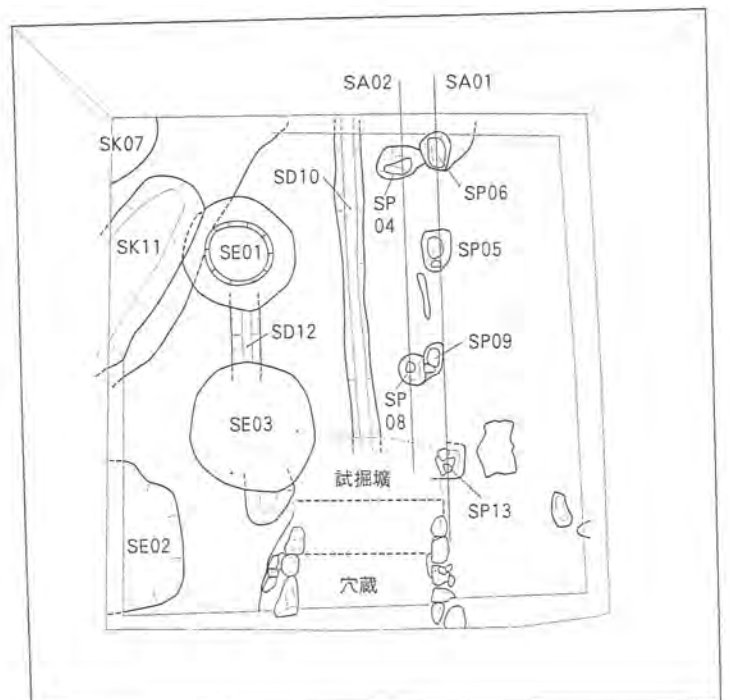 SA02
SA01
SK07
SD10
SP
04
SP06
SK11
SE01
SP05
SD12
SP09
SP
08
SE03
試掘壙
SP13
SE02
穴蔵